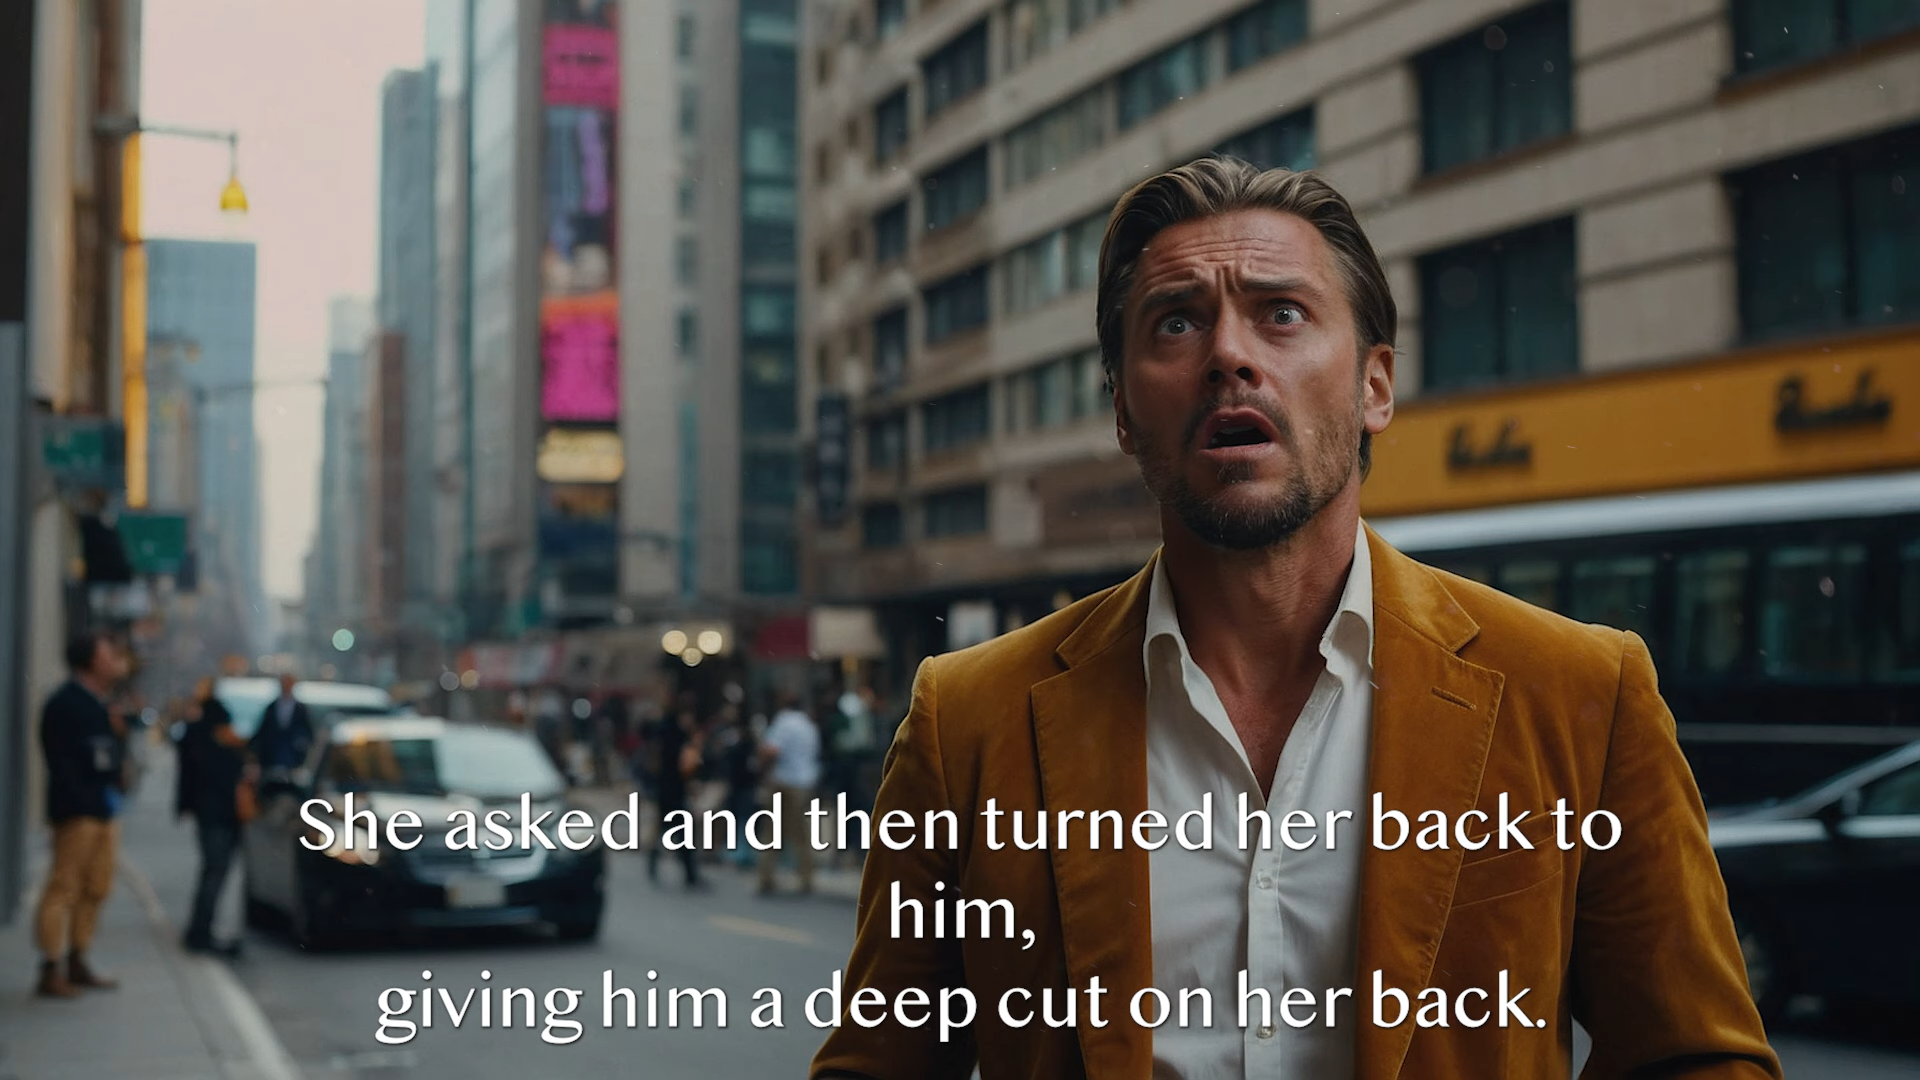 She asked and then turned her back to
him,
giving him a deep cut on her back.